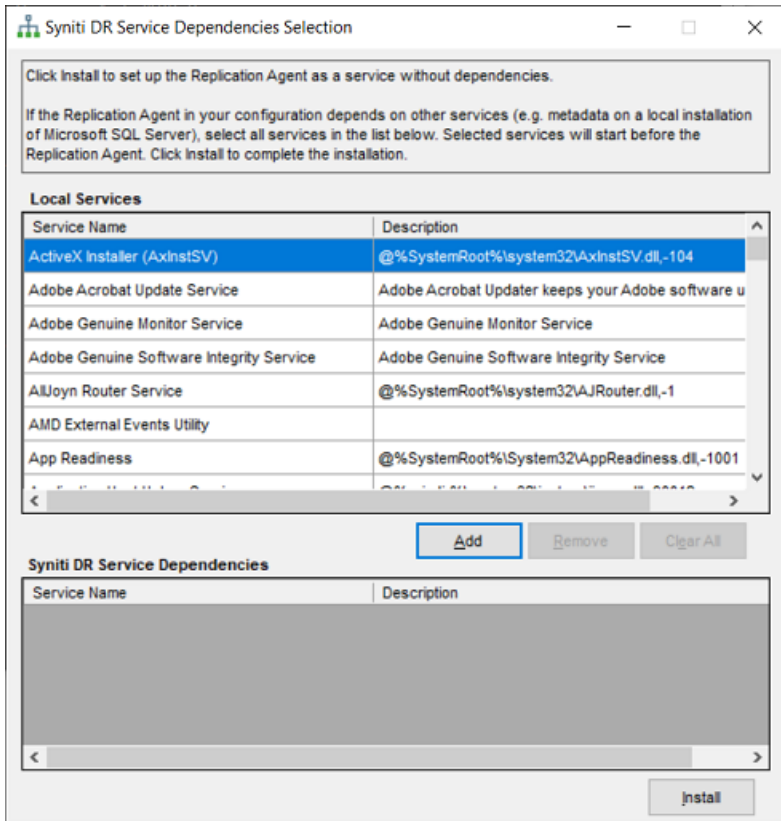 Syniti DR Service Dependencies Selection
Click Install to set up the Replication Agent as a service without dependencies.
If the Replication Agent in your configuration depends on other services (e.g. metadata on a local installation
of Microsoft SQL Server), select all services in the list below. Selected services will start before the
Replication Agent. Click Install to complete the installation.
Local Services
Service Name Description
ActiveX Installer (AxInstSV) @%SystemRoot%\system32\AxInstSV.dll,-104
Adobe Acrobat Update Service Adobe Acrobat Updater keeps your Adobe software u
Adobe Genuine Monitor Service Adobe Genuine Monitor Service
Adobe Genuine Software Integrity Service Adobe Genuine Software Integrity Service
AllJoyn Router Service @%SystemRoot%\system32\AJRouter.dll,-1
AMD External Events Utility
App Readiness @%SystemRoot%\System32\AppReadiness.dll,-1001
Add Remove Clear All
Syniti DR Service Dependencies
Service Name Description
Install